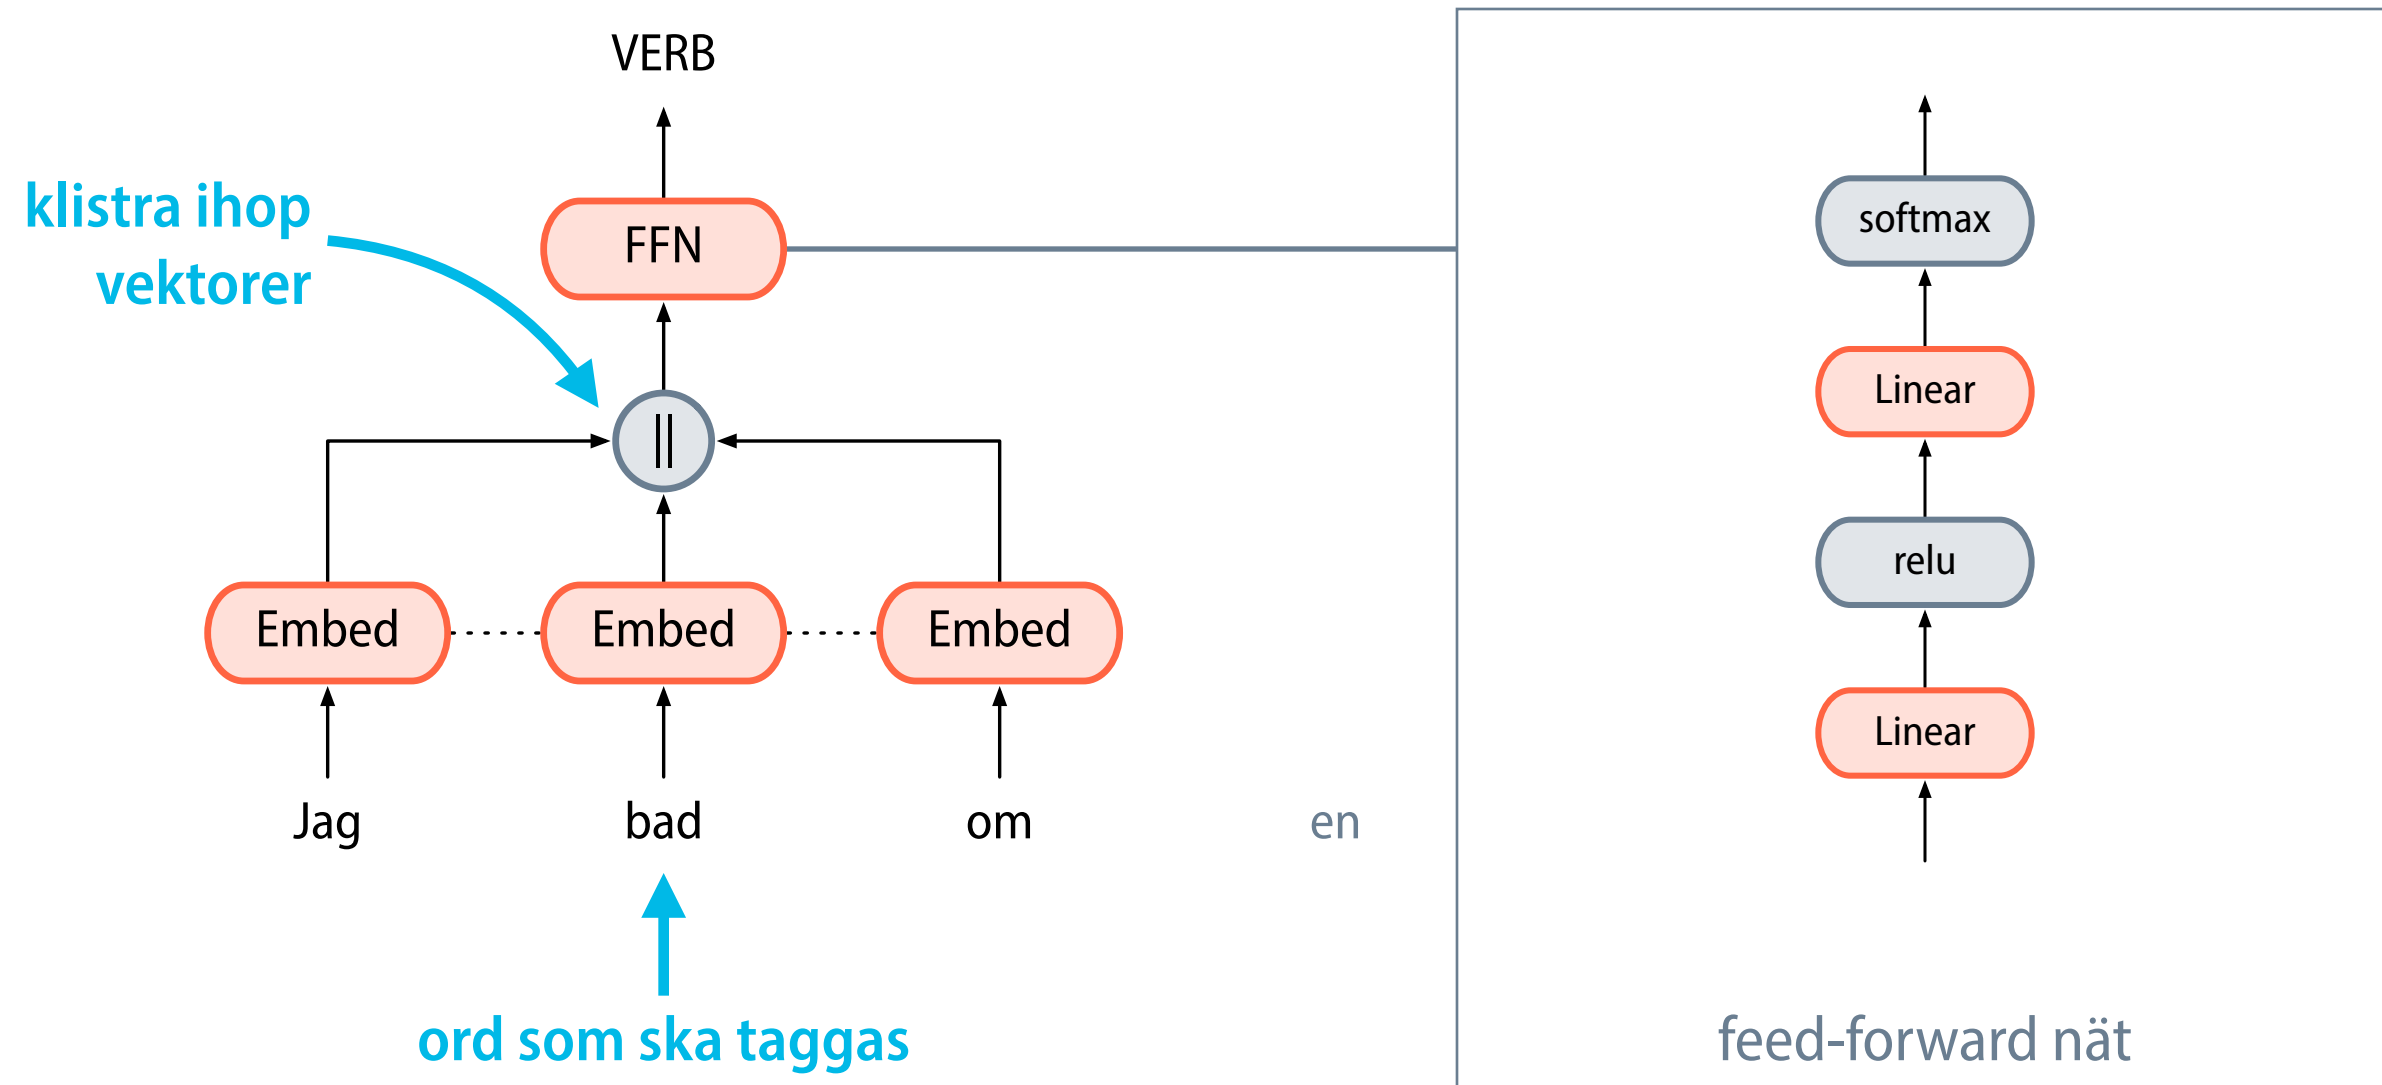 VERB
klistra ihop
vektorer
FFN
||
Embed Embed Embed
Jag bad om en
ord som ska taggas
softmax
Linear
relu
Linear
feed-forward nät